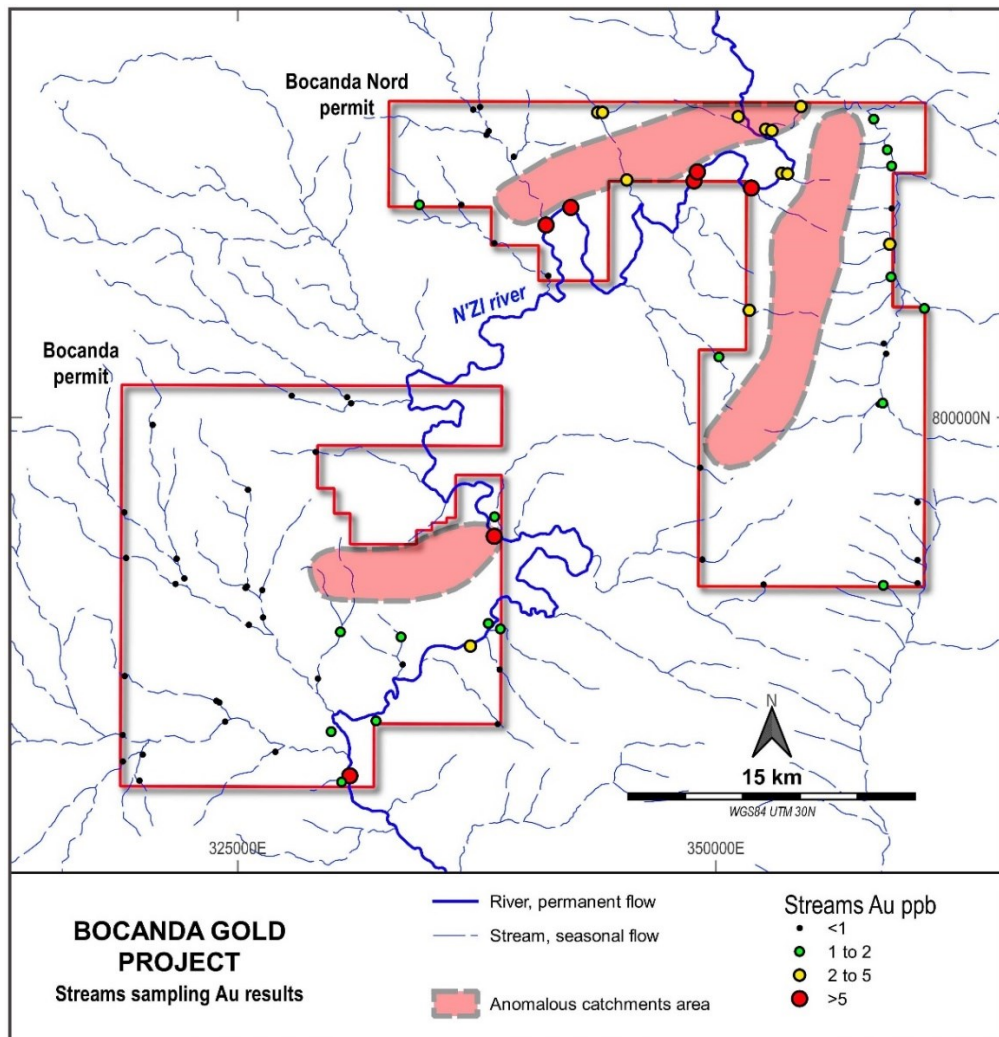 Bocanda Nord
permit
N'ZI river
Bocanda
permit
800000N
N
15 km
WGS84 UTM 30N
325000E
350000E
BOCANDA GOLD
PROJECT
Streams sampling Au results
River, permanent flow
Stream, seasonal flow
Anomalous catchments area
Streams Au ppb
<1
1 to 2
2 to 5
>5